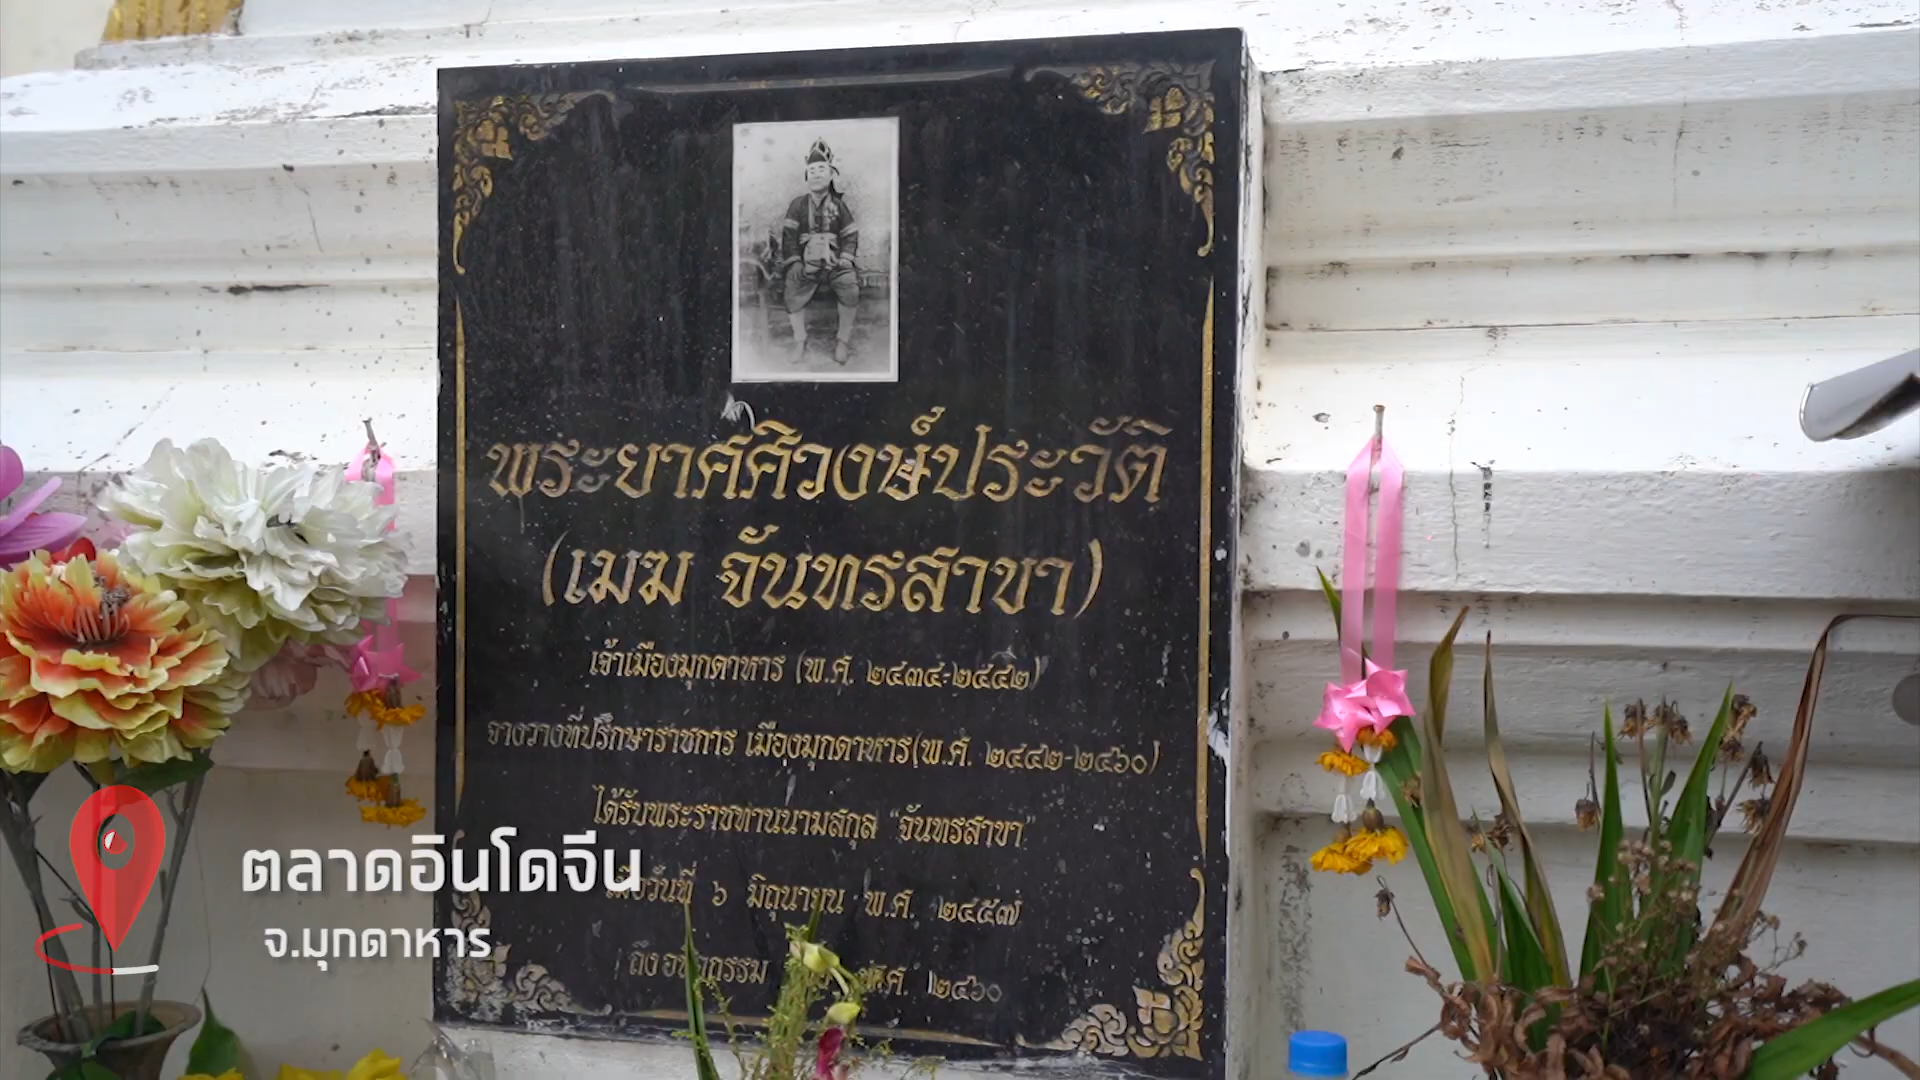 พระยาศศิวงษ์ประวัติ
(เมฆ จันทรสาขา)
เจ้าเมืองมุกดาหาร (พ.ศ. ๒๔๓๔-๒๔๔๒)
จางวางที่ปรึกษาราชการ เมืองมุกดาหาร(พ.ศ. ๒๔๔๒-๒๔๖๐)
ได้รับพระราชทานนามสกุล "จันทรสาขา"
เมื่อวันที่ ๖ มิถุนายน พ.ศ. ๒๔๕๗
ถึง พ.ศ. ๒๔๖๐
ตลาดอินโดจีน
จ.มุกดาหาร